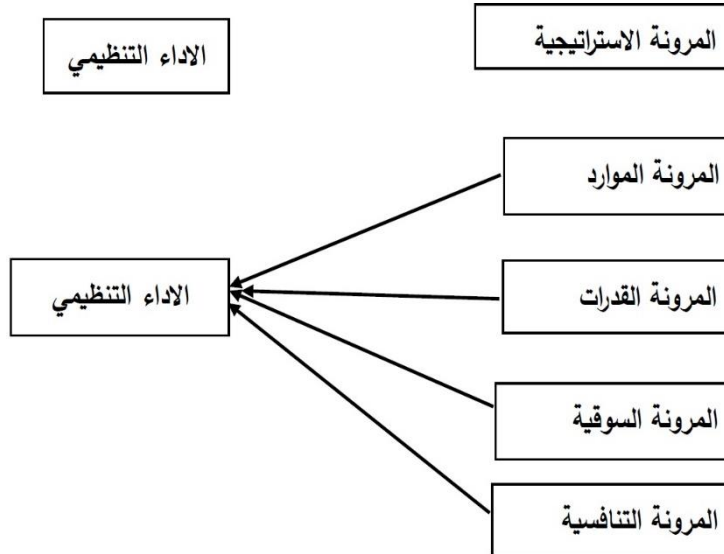 المرونة الاستراتيجية
الاداء التنظيمي
المرونة الموارد
المرونة القدرات
الاداء التنظيمي
المرونة السوقية
المرونة التنافسية